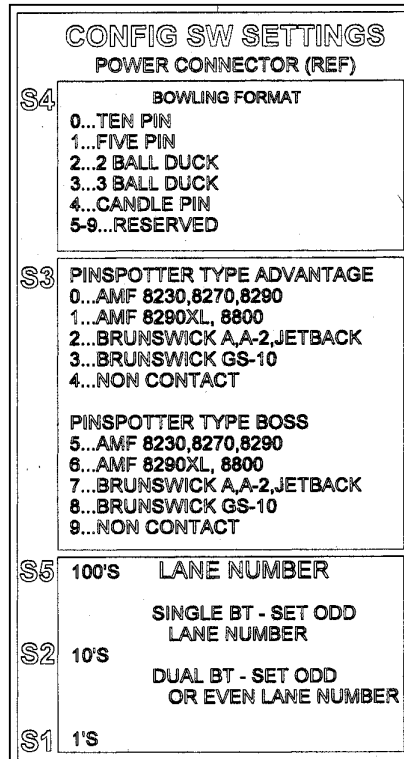 CONFIG SW SETTINGS
POWER CONNECTOR (REF)
S4
BOWLING FORMAT
0...TEN PIN
1...FIVE PIN
2...2 BALL DUCK
3...3 BALL DUCK
4...CANDLE PIN
5-9...RESERVED
S3
PINSPOTTER TYPE ADVANTAGE
0...AMF 8230,8270,8290
1...AMF 8290XL, 8800
2...BRUNSWICK A,A-2,JETBACK
3...BRUNSWICK GS-10
4...NON CONTACT
PINSPOTTER TYPE BOSS
5...AMF 8230,8270,8290
6...AMF 8290XL, 8800
7...BRUNSWICK A,A-2,JETBACK
8...BRUNSWICK GS-10
9...NON CONTACT
S5 100'S LANE NUMBER
SINGLE BT - SET ODD
LANE NUMBER
S2 10'S
DUAL BT - SET ODD
OR EVEN LANE NUMBER
S1 1'S